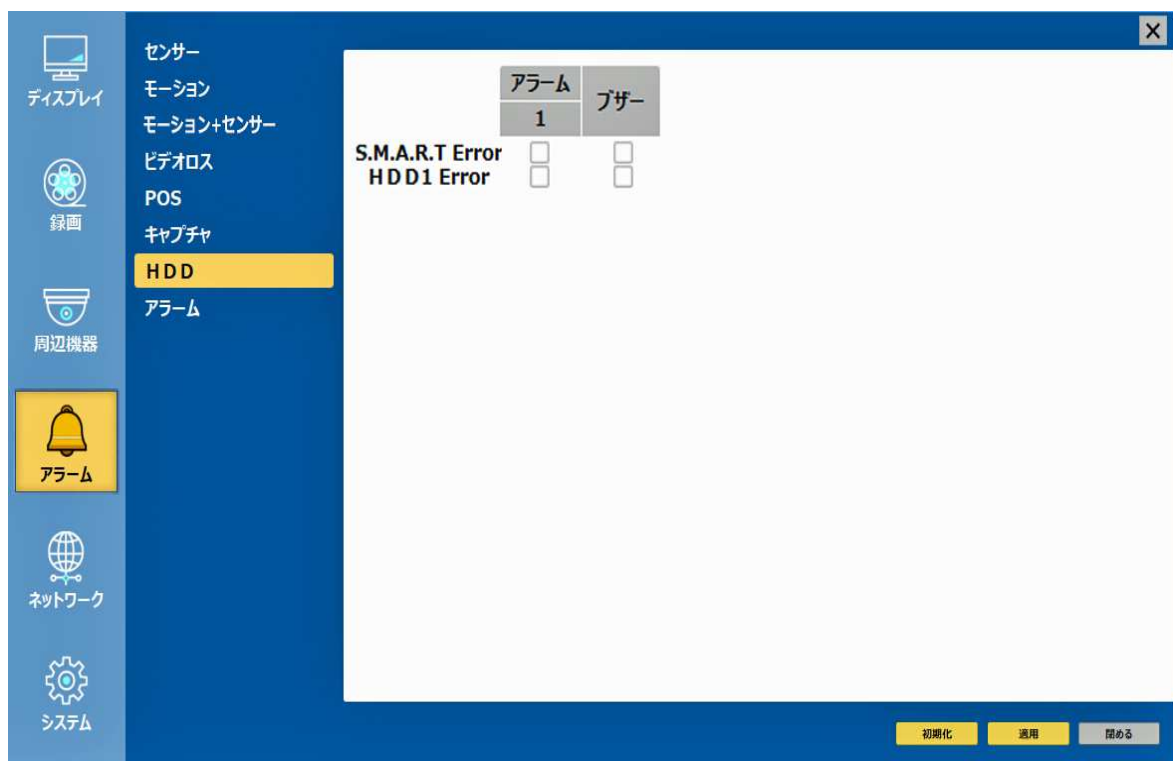 ディスプレイ
録画
周辺機器
アラーム
ネットワーク
システム
センサー
モーション
モーション+センサー
ビデオロス
POS
キャプチャ
HDD
アラーム
アラーム
1
ブザー
S.M.A.R.T Error
HDD1 Error
初期化
適用
閉める